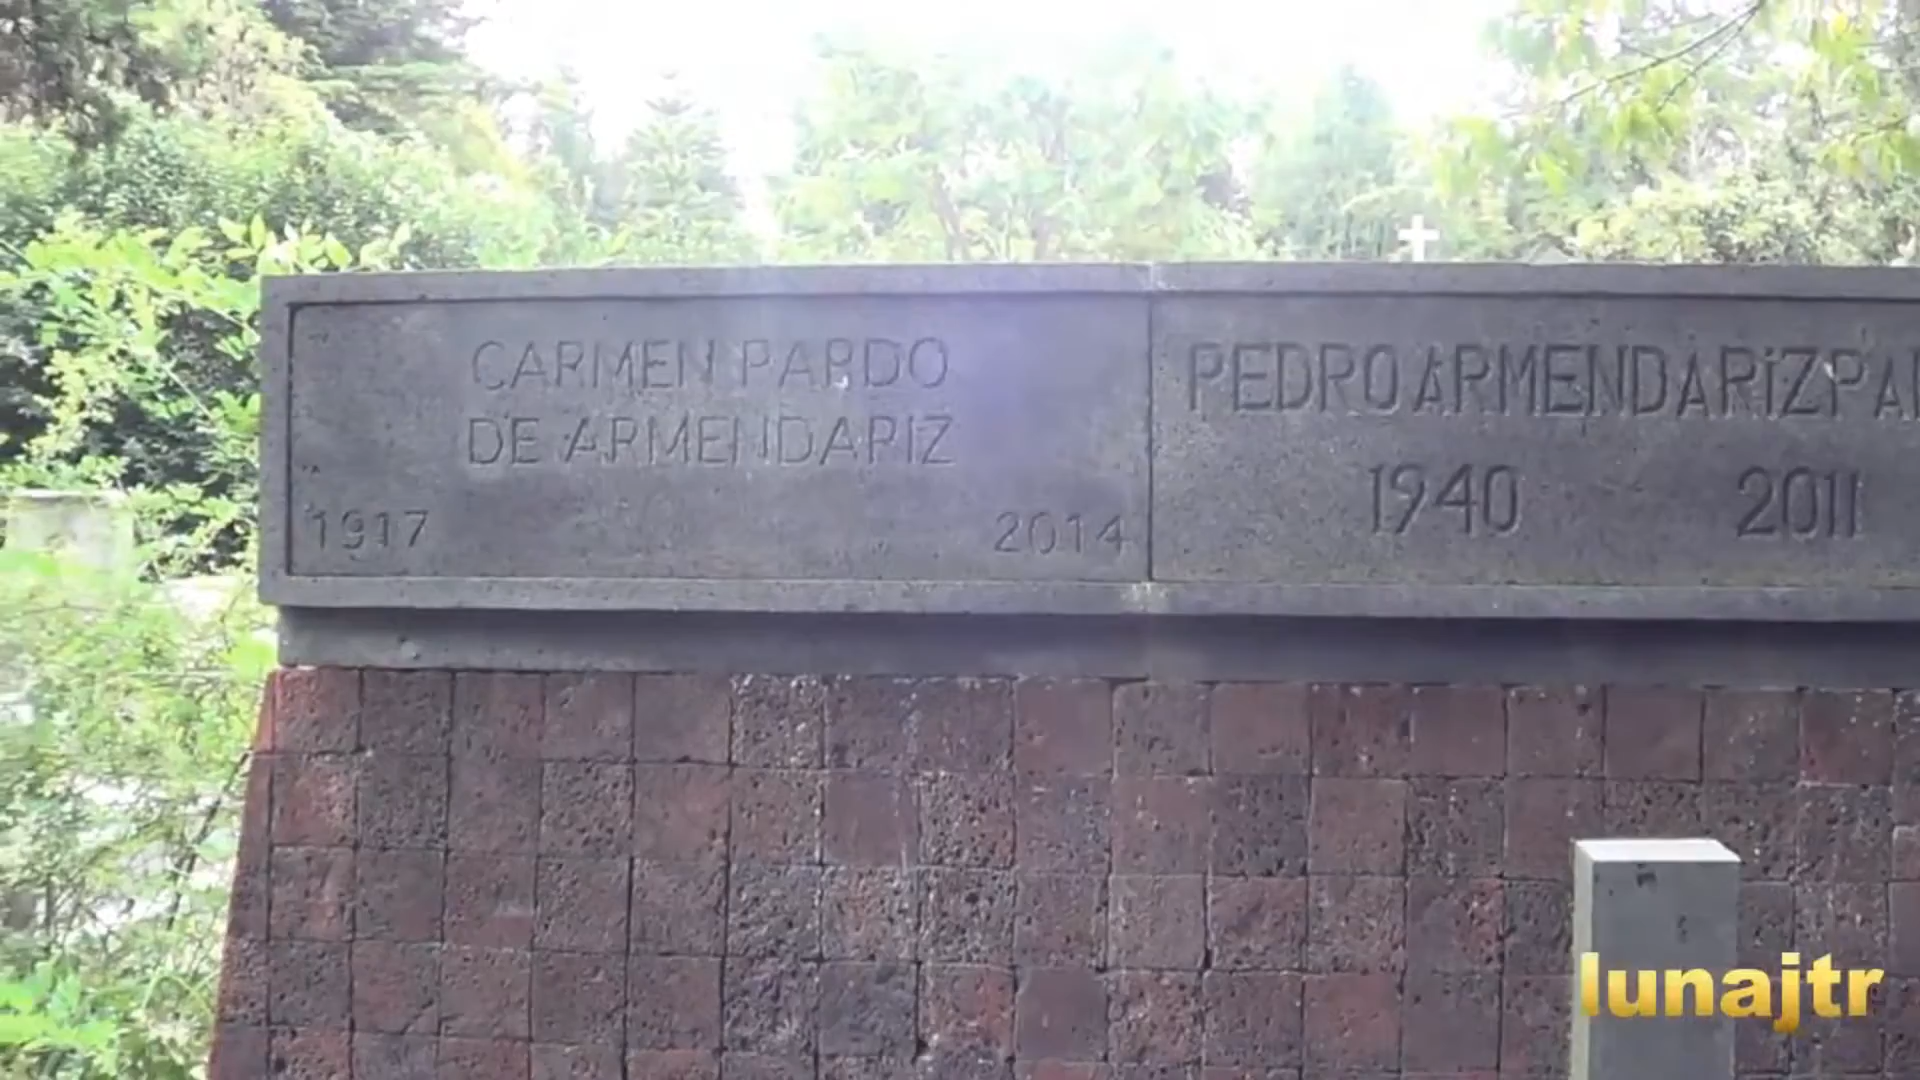 CARMEN PARDO
DE ARMENDARIZ
1917 2014
PEDRO ARMENDARIZ
1940 2011
lunajtr